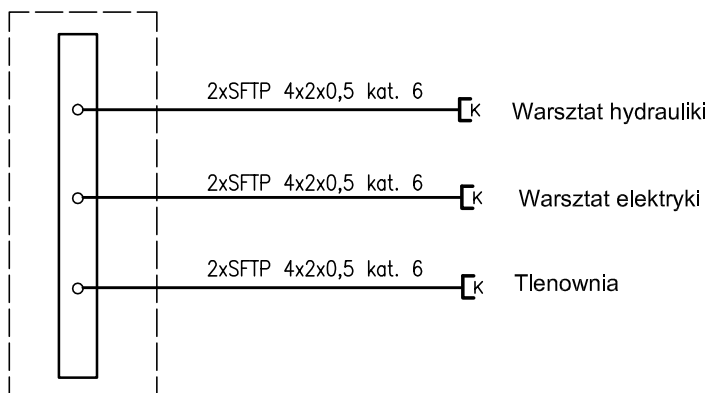 2xSFTP 4x2x0,5 kat. 6
K Warsztat hydrauliki
2xSFTP 4x2x0,5 kat. 6
K Warsztat elektryki
2xSFTP 4x2x0,5 kat. 6
K Tlenownia